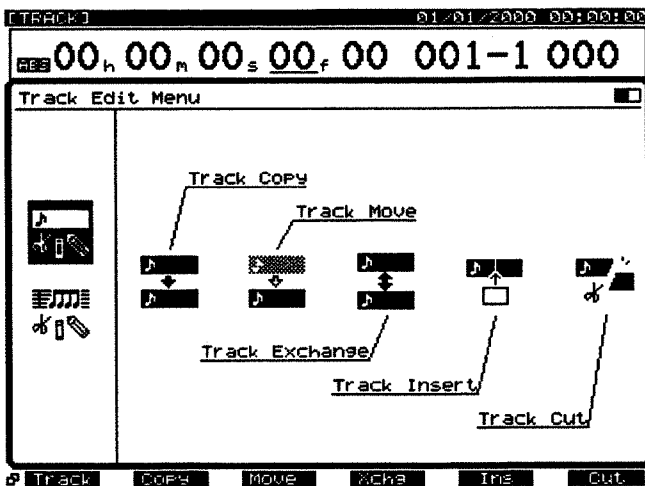 [TRACK] 01/01/2000 00:00:00
ABS 00h 00m 00s 00f 00 001-1 000
Track Edit Menu
Track Copy
Track Move
Track Exchange
Track Insert
Track Cut
Track Copy Move Xchg Ins Cut